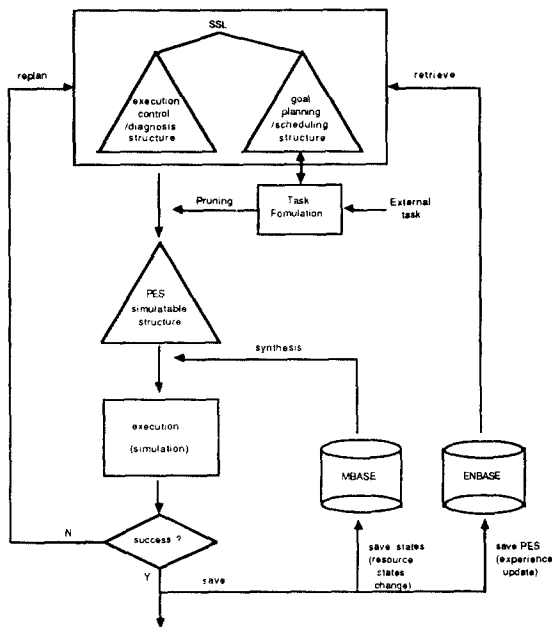 SSL
replan
retrieve
execution
control
/diagnosis
structure
goal
planning
/scheduling
structure
Pruning
Task
Fomulation
External
task
PES
simulatable
structure
synthesis
execution
(simulation)
MBASE
ENBASE
N
success ?
Y
save
save states
(resource
states
change)
save PES
(experience
update)